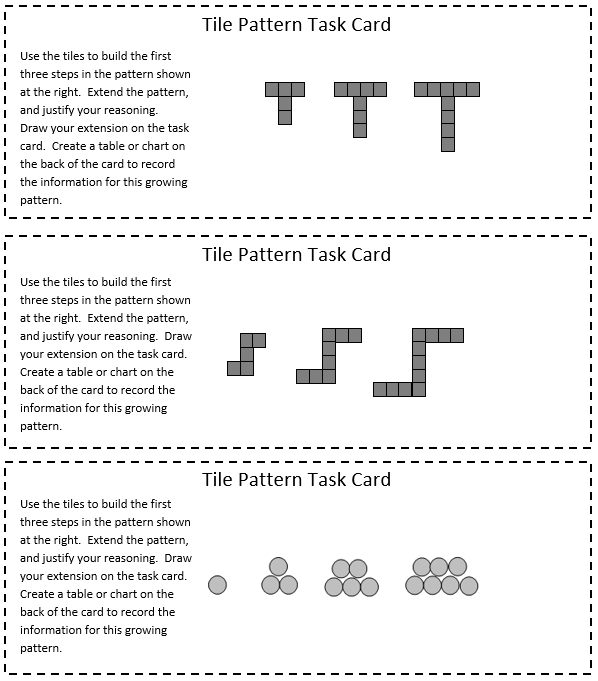 Tile Pattern Task Card
Use the tiles to build the first
three steps in the pattern shown
at the right.  Extend the pattern,
and justify your reasoning.
Draw your extension on the task
card.  Create a table or chart on
the back of the card to record
the information for this growing
pattern.
Tile Pattern Task Card
Use the tiles to build the first
three steps in the pattern shown
at the right.  Extend the pattern,
and justify your reasoning.  Draw
your extension on the task card.
Create a table or chart on the
back of the card to record the
information for this growing
pattern.
Tile Pattern Task Card
Use the tiles to build the first
three steps in the pattern shown
at the right.  Extend the pattern,
and justify your reasoning.  Draw
your extension on the task card.
Create a table or chart on the
back of the card to record the
information for this growing
pattern.